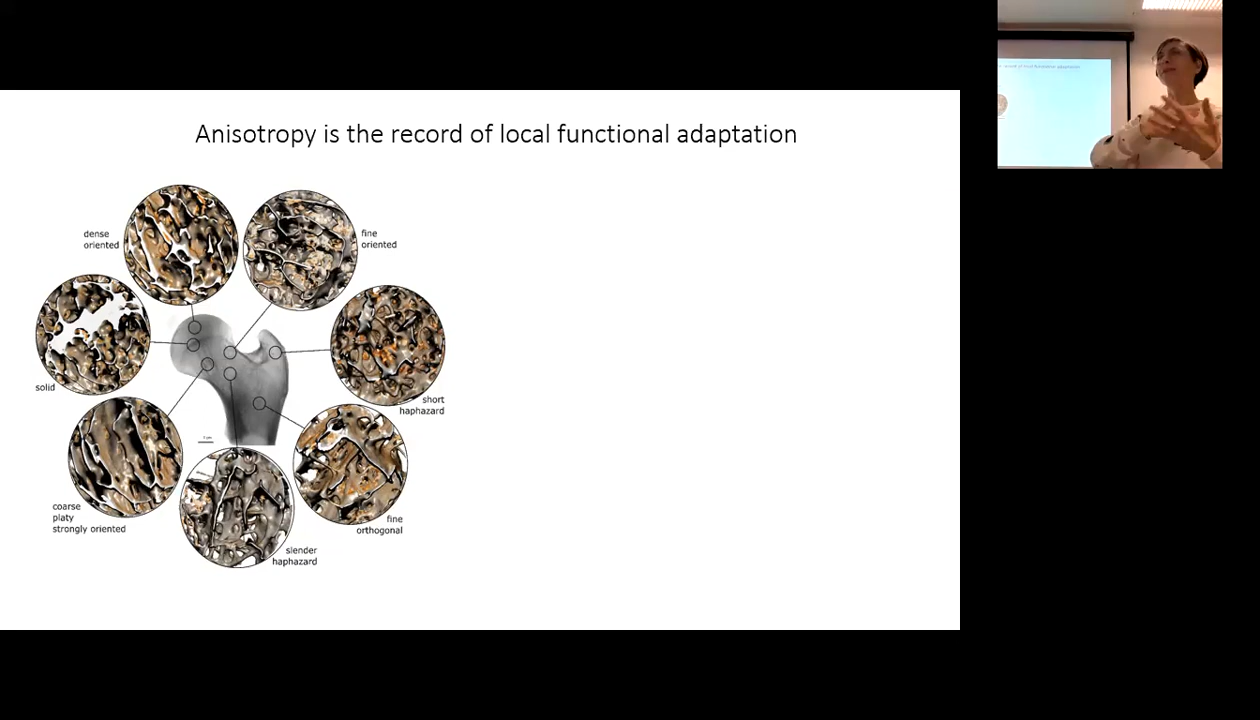 Anisotropy is the record of local functional adaptation
dense
oriented
fine
oriented
solid
short
haphazard
coarse
platy
strongly oriented
fine
orthogonal
slender
haphazard